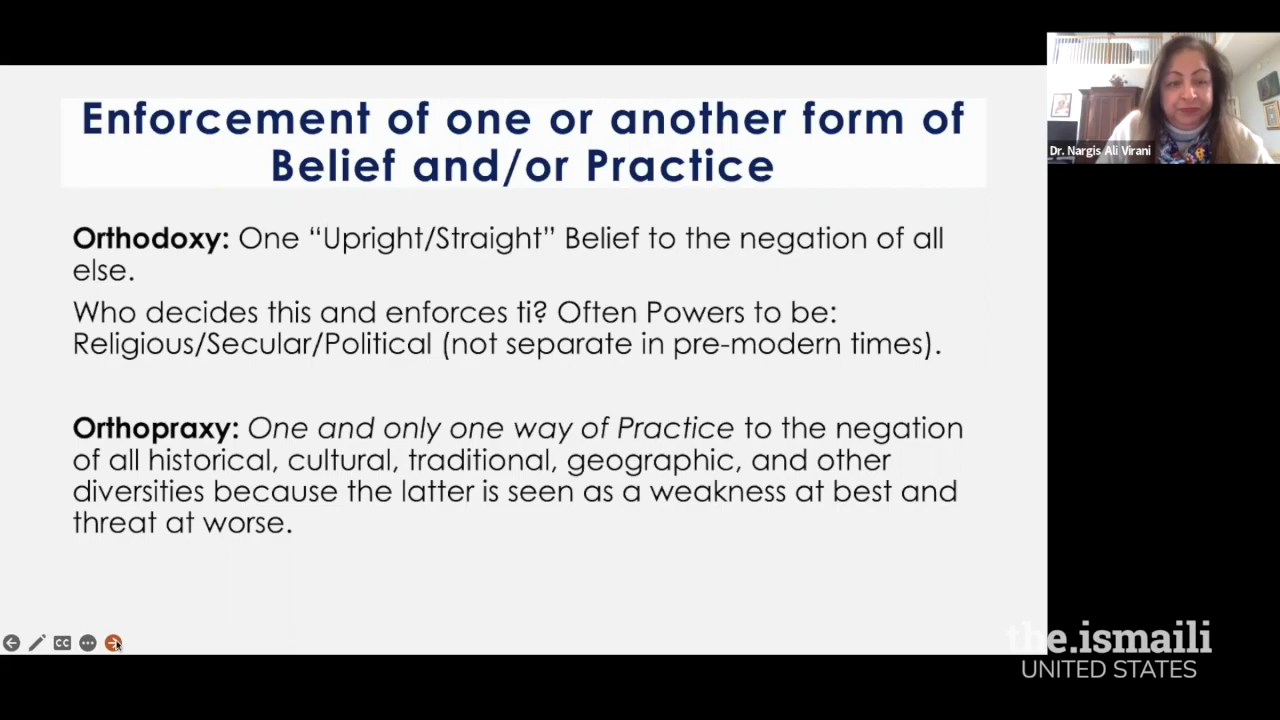 Enforcement of one or another form of
Belief and/or Practice
Orthodoxy: One “Upright/Straight” Belief to the negation of all
else.
Who decides this and enforces ti? Often Powers to be:
Religious/Secular/Political (not separate in pre-modern times).
Orthopraxy: One and only one way of Practice to the negation
of all historical, cultural, traditional, geographic, and other
diversities because the latter is seen as a weakness at best and
threat at worse.
Dr. Nargis Ali Virani
CC
the.ismaili
UNITED STATES